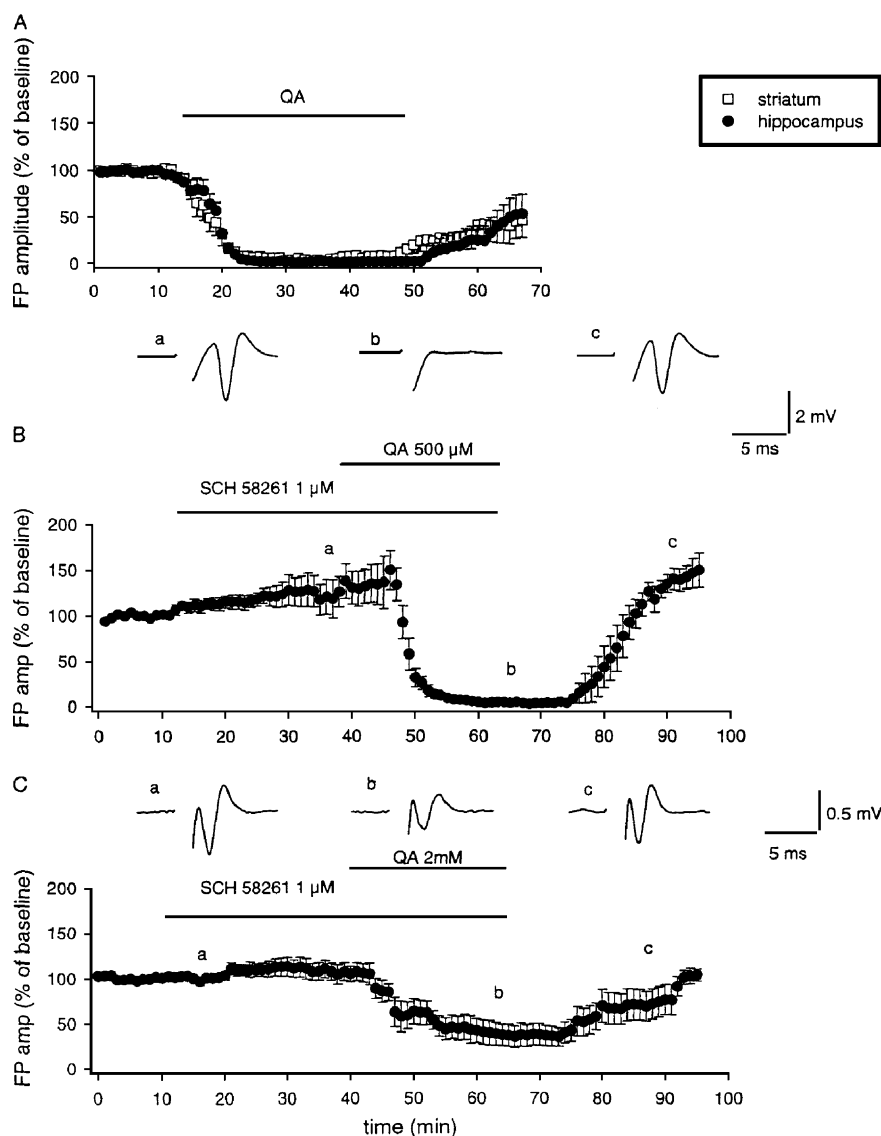 A
FP amplitude (% of baseline)
200
150
100
50
0
QA
striatum
hippocampus
0 10 20 30 40 50 60 70
a b c
2 mV
5 ms
B
QA 500 µM
SCH 58261 1 µM
FP amp (% of baseline)
200
150
100
50
0
a
b
c
0 10 20 30 40 50 60 70 80 90 100
C
a b c
0.5 mV
5 ms
QA 2mM
SCH 58261 1 µM
FP amp (% of baseline)
200
150
100
50
0
a
b
c
0 10 20 30 40 50 60 70 80 90 100
time (min)